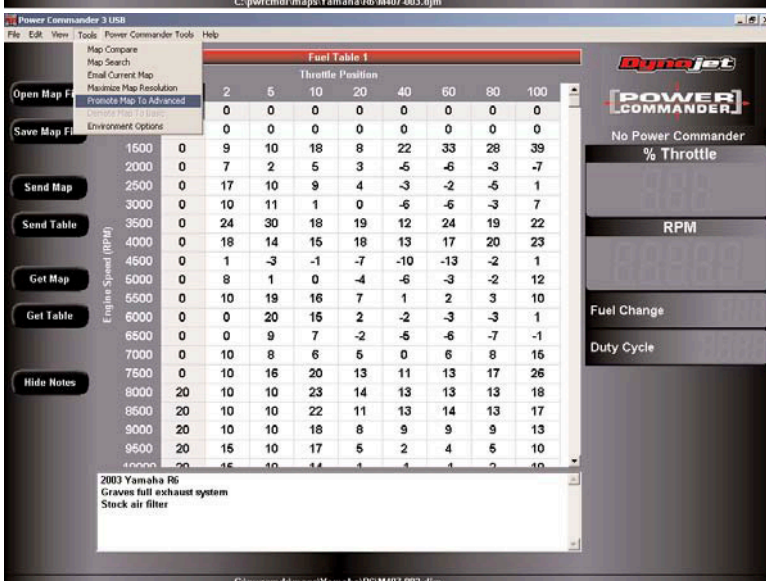 C:\pwrcmdr\maps\Yamaha\R6\M407-003.djm
Power Commander 3 USB
File Edit View Tools Power Commander Tools Help
Map Compare
Map Search
Email Current Map
Maximize Map Resolution
Promote Map To Advanced
Demote Map To Basic
Environment Options
Fuel Table 1
Throttle Position
Open Map Fi
Save Map Fi
Send Map
Send Table
Get Map
Get Table
Hide Notes
Engine Speed (RPM)
2 5 10 20 40 60 80 100
0 0 0 0 0 0 0 0
0 0 0 0 0 0 0 0
1500 0 9 10 18 8 22 33 28 39
2000 0 7 2 5 3 -5 -6 -3 -7
2500 0 17 10 9 4 -3 -2 -5 1
3000 0 10 11 1 0 -6 -6 -3 7
3500 0 24 30 18 19 12 24 19 22
4000 0 18 14 15 18 13 17 20 23
4500 0 1 -3 -1 -7 -10 -13 -2 1
5000 0 8 1 0 -4 -6 -3 -2 12
5500 0 10 19 16 7 1 2 3 10
6000 0 0 20 15 2 -2 -3 -3 1
6500 0 0 9 7 -2 -5 -6 -7 -1
7000 0 10 8 6 5 0 6 8 15
7500 0 10 16 20 13 11 13 17 26
8000 20 10 10 23 14 13 13 13 18
8500 20 10 10 22 11 13 14 13 17
9000 20 10 10 18 8 9 9 9 13
9500 20 15 10 17 5 2 4 5 10
10000 20 15 10 14 1 1 1 2 10
2003 Yamaha R6
Graves full exhaust system
Stock air filter
Dynojet
POWER
COMMANDER
No Power Commander
% Throttle
RPM
Fuel Change
Duty Cycle